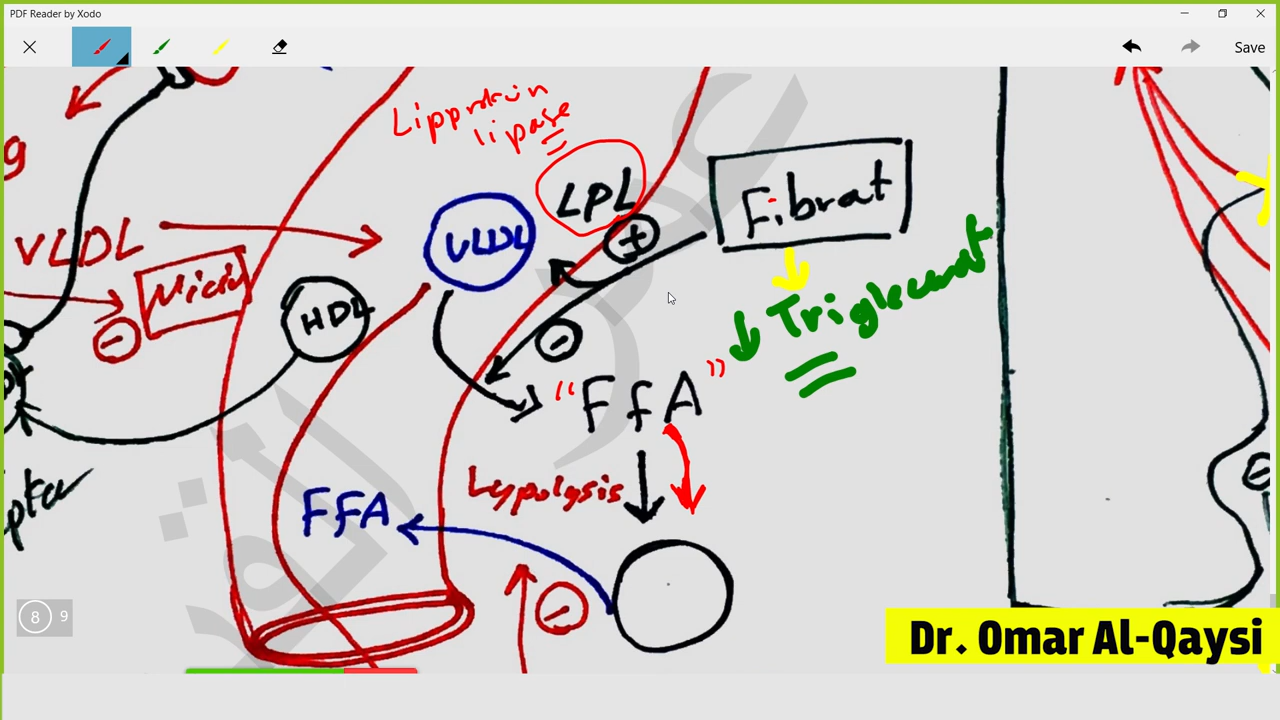 PDF Reader by Xodo
Save
Lipprotein
lipase
g
LPL
Fibrat
+
VLDL
VLDL
HDL
-
-
↓ Triglecerat
"FfA"
Lypolysis
FFA
-
8 9
Dr. Omar Al-Qaysi